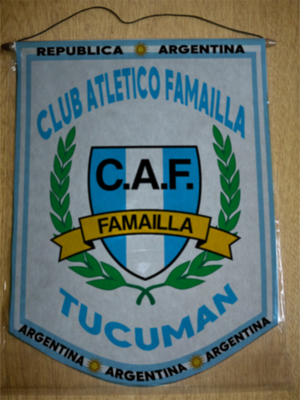 REPUBLICA ARGENTINA
CLUB ATLETICO FAMAILLA
C.A.F.
FAMAILLA
TUCUMAN
ARGENTINA ARGENTINA ARGENTINA